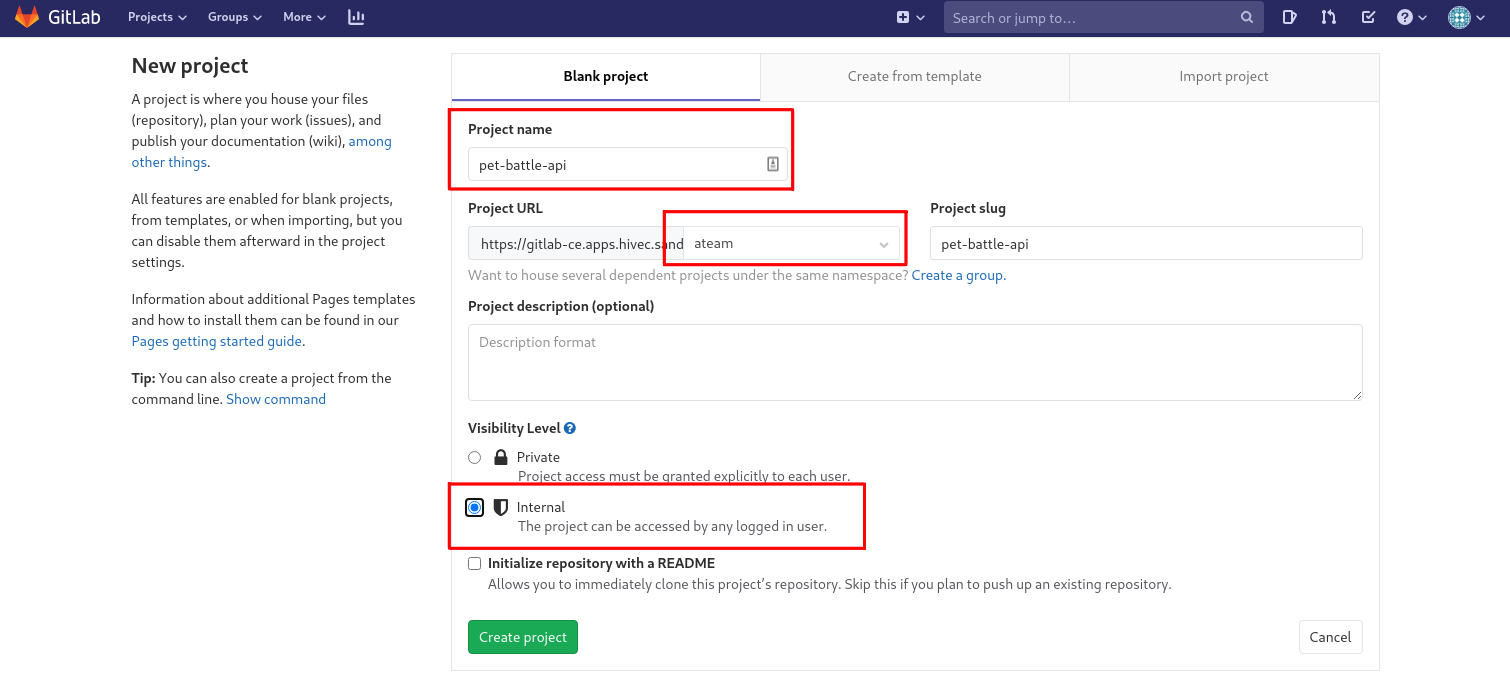 GitLab Projects Groups More Search or jump to...
New project
A project is where you house your files
(repository), plan your work (issues), and
publish your documentation (wiki), among
other things.
All features are enabled for blank projects,
from templates, or when importing, but you
can disable them afterward in the project
settings.
Information about additional Pages templates
and how to install them can be found in our
Pages getting started guide.
Tip: You can also create a project from the
command line. Show command
Blank project
Create from template
Import project
Project name
pet-battle-api
Project URL
https://gitlab-ce.apps.hivec.sand
ateam
Project slug
pet-battle-api
Want to house several dependent projects under the same namespace? Create a group.
Project description (optional)
Description format
Visibility Level ?
Private
Project access must be granted explicitly to each user.
Internal
The project can be accessed by any logged in user.
Initialize repository with a README
Allows you to immediately clone this project's repository. Skip this if you plan to push up an existing repository.
Create project
Cancel